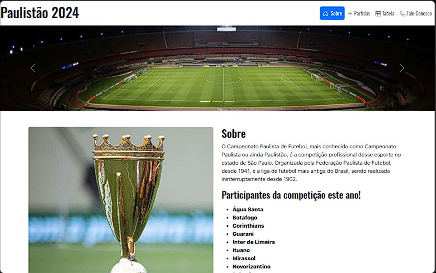 Paulistão 2024
Sobre Partidas Tabela Fale Conosco
Sobre
O Campeonato Paulista de Futebol, mais conhecido como Campeonato
Paulista ou ainda Paulistão, é a competição profissional desse esporte no
estado de São Paulo. Organizada pela Federação Paulista de Futebol,
desde 1941, é a liga de futebol mais antiga do Brasil, sendo realizada
ininterruptamente desde 1902.
Participantes da competição este ano!
Água Santa
Botafogo
Corinthians
Guarani
Inter de Limeira
Ituano
Mirassol
Novorizontino